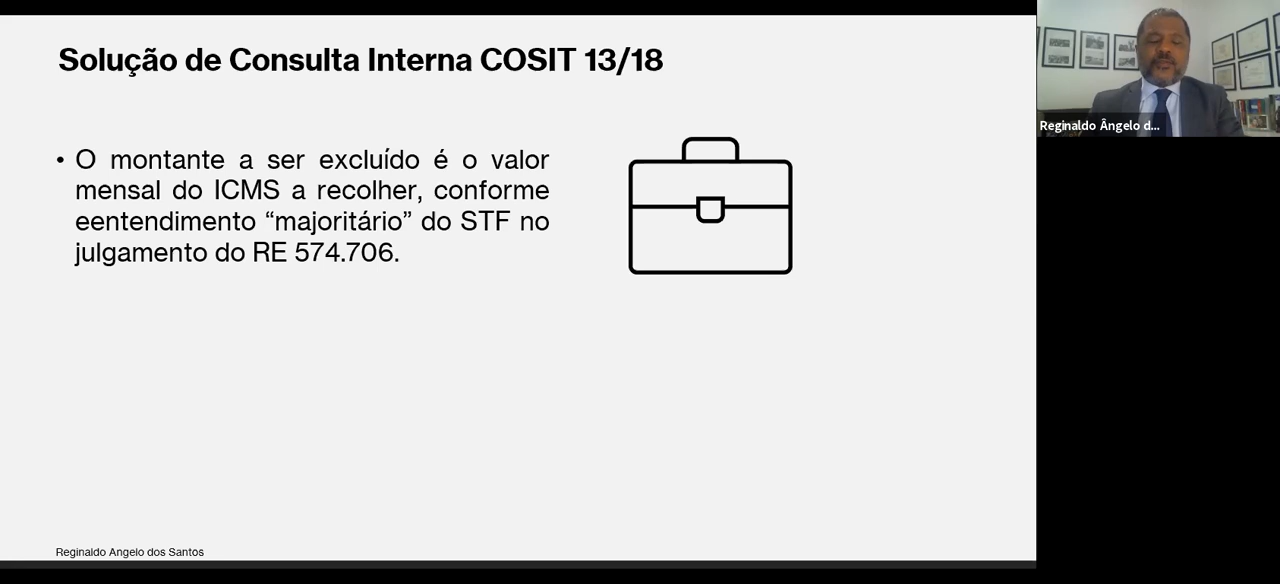 Solução de Consulta Interna COSIT 13/18
• O montante a ser excluído é o valor
mensal do ICMS a recolher, conforme
eentendimento “majoritário” do STF no
julgamento do RE 574.706.
Reginaldo Angelo dos Santos
Reginaldo Ângelo d...